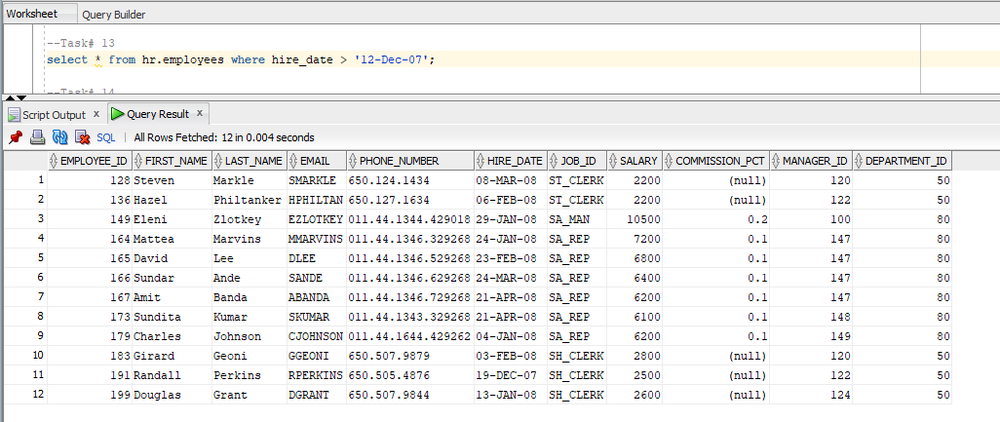 Worksheet Query Builder
--Task# 13
select * from hr.employees where hire_date > '12-Dec-07';
--Task# 14
Script Output x Query Result x
SQL | All Rows Fetched: 12 in 0.004 seconds
EMPLOYEE_ID FIRST_NAME LAST_NAME EMAIL PHONE_NUMBER HIRE_DATE JOB_ID SALARY COMMISSION_PCT MANAGER_ID DEPARTMENT_ID
1 128 Steven Markle SMARKLE 650.124.1434 08-MAR-08 ST_CLERK 2200 (null) 120 50
2 136 Hazel Philtanker HPHILTAN 650.127.1634 06-FEB-08 ST_CLERK 2200 (null) 122 50
3 149 Eleni Zlotkey EZLOTKEY 011.44.1344.429018 29-JAN-08 SA_MAN 10500 0.2 100 80
4 164 Mattea Marvins MMARVINS 011.44.1346.329268 24-JAN-08 SA_REP 7200 0.1 147 80
5 165 David Lee DLEE 011.44.1346.529268 23-FEB-08 SA_REP 6800 0.1 147 80
6 166 Sundar Ande SANDE 011.44.1346.629268 24-MAR-08 SA_REP 6400 0.1 147 80
7 167 Amit Banda ABANDA 011.44.1346.729268 21-APR-08 SA_REP 6200 0.1 147 80
8 173 Sundita Kumar SKUMAR 011.44.1343.329268 21-APR-08 SA_REP 6100 0.1 148 80
9 179 Charles Johnson CJOHNSON 011.44.1644.429262 04-JAN-08 SA_REP 6200 0.1 149 80
10 183 Girard Geoni GGEONI 650.507.9879 03-FEB-08 SH_CLERK 2800 (null) 120 50
11 191 Randall Perkins RPERKINS 650.505.4876 19-DEC-07 SH_CLERK 2500 (null) 122 50
12 199 Douglas Grant DGRANT 650.507.9844 13-JAN-08 SH_CLERK 2600 (null) 124 50